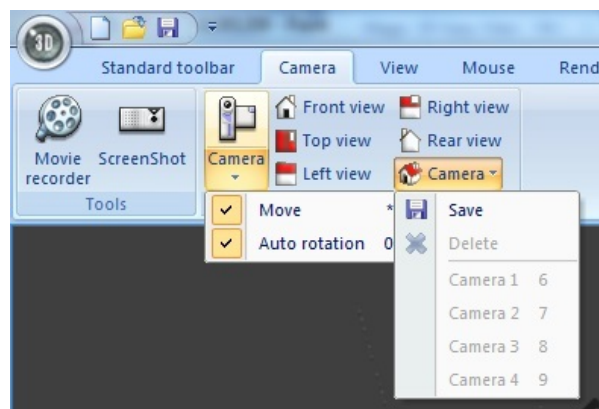 3D
Standard toolbar Camera View Mouse Rend
Movie recorder
ScreenShot
Tools
Camera
Front view
Top view
Left view
Right view
Rear view
Camera
Move *
Auto rotation 0
Save
Delete
Camera 1 6
Camera 2 7
Camera 3 8
Camera 4 9